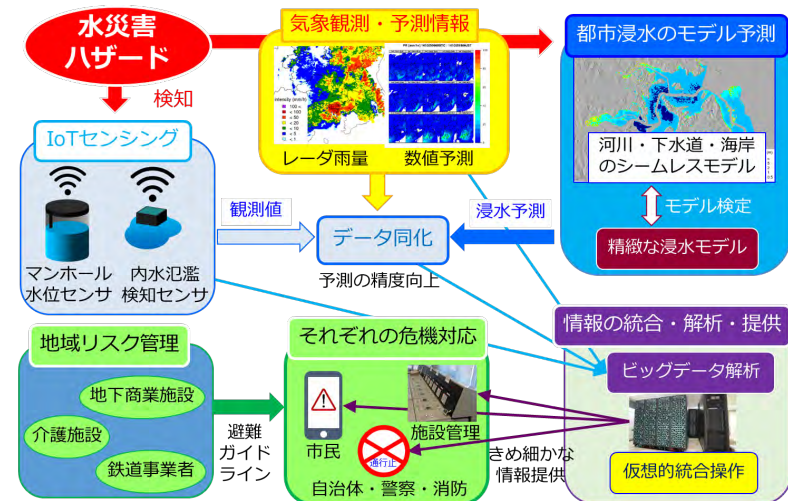 水災害
ハザード
検知
気象観測・予測情報
レーダ雨量
数値予測
都市浸水のモデル予測
河川・下水道・海岸
のシームレスモデル
モデル検定
精緻な浸水モデル
IoTセンシング
マンホール
水位センサ
内水氾濫
検知センサ
観測値
データ同化
予測の精度向上
浸水予測
地域リスク管理
地下商業施設
介護施設
鉄道事業者
避難
ガイド
ライン
それぞれの危機対応
市民
施設管理
通行止
自治体・警察・消防
きめ細かな
情報提供
情報の統合・解析・提供
ビッグデータ解析
仮想的統合操作